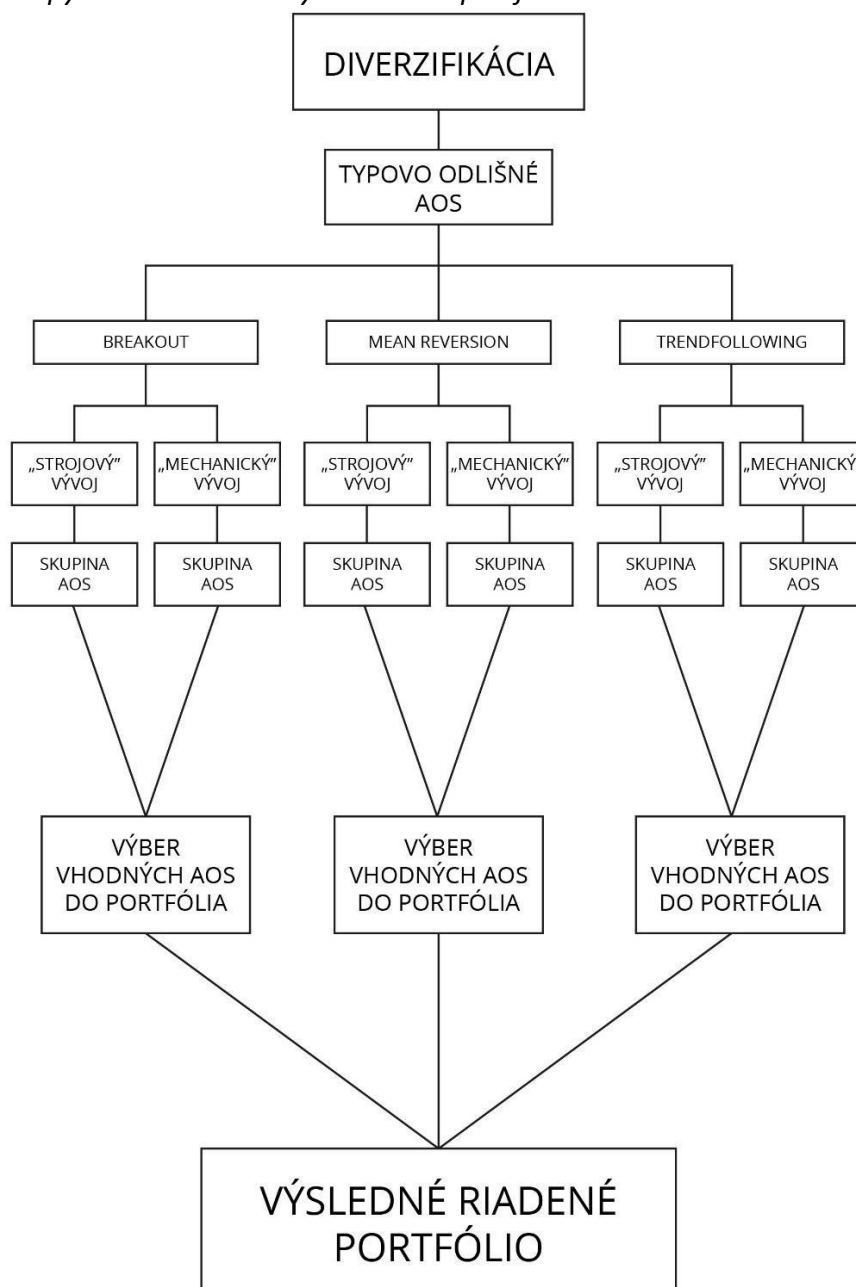 DIVERZIFIKÁCIA
TYPOVO ODLIŠNÉ
AOS
BREAKOUT
MEAN REVERSION
TRENDFOLLOWING
„STROJOVÝ”
VÝVOJ
„MECHANICKÝ”
VÝVOJ
„STROJOVÝ”
VÝVOJ
„MECHANICKÝ”
VÝVOJ
„STROJOVÝ”
VÝVOJ
„MECHANICKÝ”
VÝVOJ
SKUPINA
AOS
SKUPINA
AOS
SKUPINA
AOS
SKUPINA
AOS
SKUPINA
AOS
SKUPINA
AOS
VÝBER
VHODNÝCH AOS
DO PORTFÓLIA
VÝBER
VHODNÝCH AOS
DO PORTFÓLIA
VÝBER
VHODNÝCH AOS
DO PORTFÓLIA
VÝSLEDNÉ RIADENÉ
PORTFÓLIO